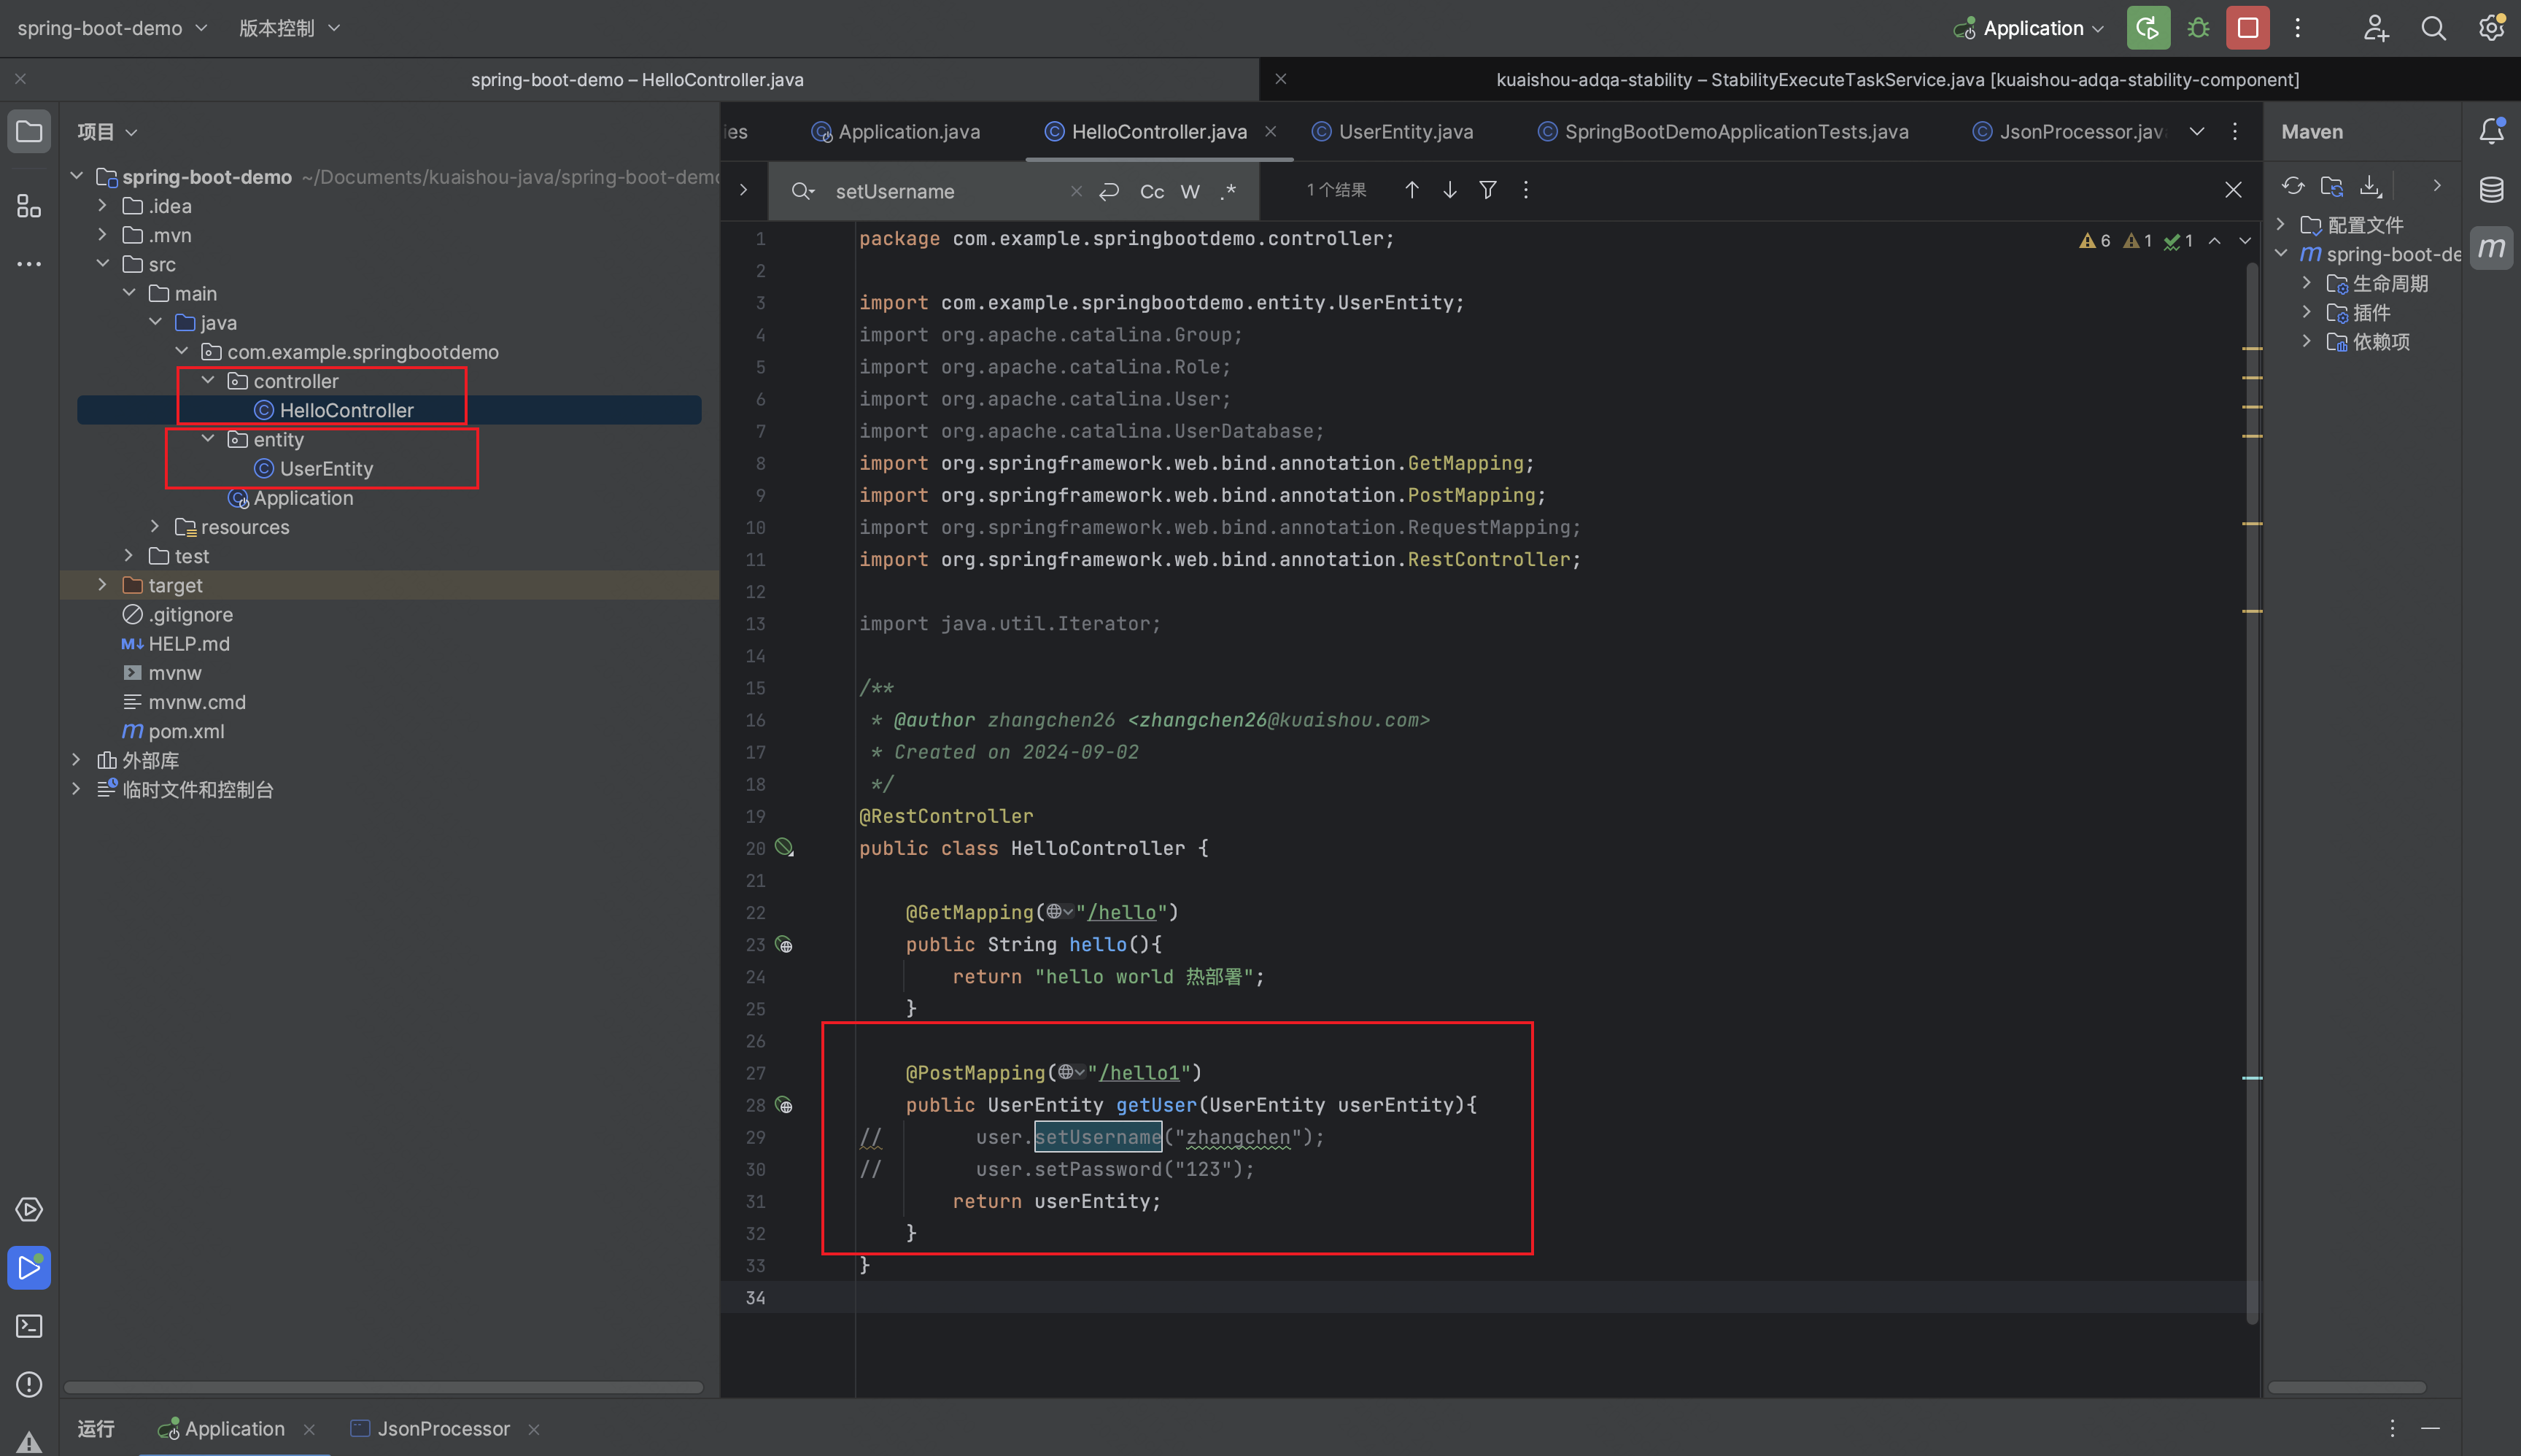 spring-boot-demo 版本控制 Application
spring-boot-demo – HelloController.java kuaishou-adqa-stability – StabilityExecuteTaskService.java [kuaishou-adqa-stability-component]
项目
spring-boot-demo ~/Documents/kuaishou-java/spring-boot-demo
.idea
.mvn
src
main
java
com.example.springbootdemo
controller
HelloController
entity
UserEntity
Application
resources
test
target
.gitignore
HELP.md
mvnw
mvnw.cmd
pom.xml
外部库
临时文件和控制台
ies Application.java HelloController.java UserEntity.java SpringBootDemoApplicationTests.java JsonProcessor.jav
setUsername Cc W .* 1 个结果
6 1 1
1 package com.example.springbootdemo.controller;
2
3 import com.example.springbootdemo.entity.UserEntity;
4 import org.apache.catalina.Group;
5 import org.apache.catalina.Role;
6 import org.apache.catalina.User;
7 import org.apache.catalina.UserDatabase;
8 import org.springframework.web.bind.annotation.GetMapping;
9 import org.springframework.web.bind.annotation.PostMapping;
10 import org.springframework.web.bind.annotation.RequestMapping;
11 import org.springframework.web.bind.annotation.RestController;
12
13 import java.util.Iterator;
14
15 /**
16 * @author zhangchen26 <zhangchen26@kuaishou.com>
17 * Created on 2024-09-02
18 */
19 @RestController
20 public class HelloController {
21
22 @GetMapping("/hello")
23 public String hello(){
24 return "hello world 热部署";
25 }
26
27 @PostMapping("/hello1")
28 public UserEntity getUser(UserEntity userEntity){
29 // user.setUsername("zhangchen");
30 // user.setPassword("123");
31 return userEntity;
32 }
33 }
34
Maven
配置文件
m spring-boot-de
生命周期
插件
依赖项
m
运行 Application JsonProcessor